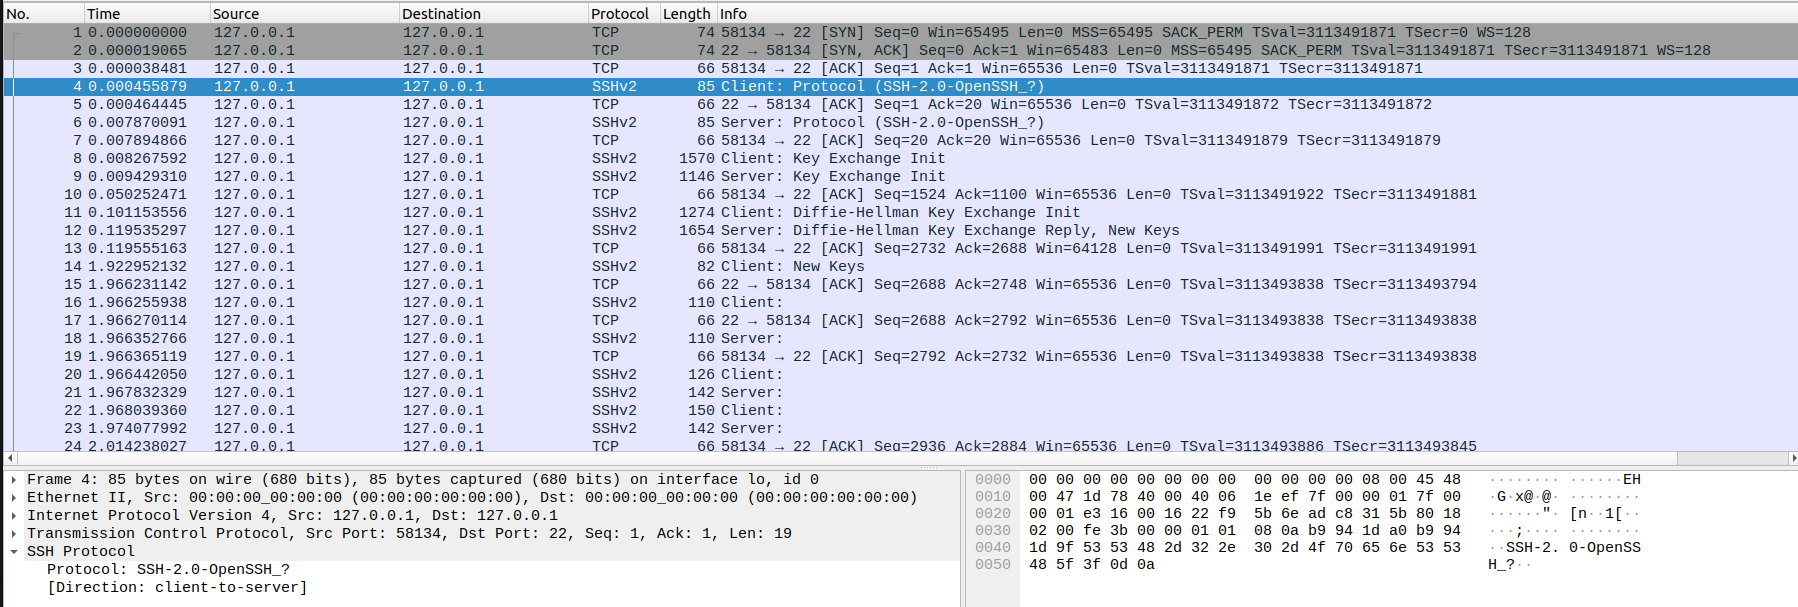 No. Time Source Destination Protocol Length Info
1 0.000000000 127.0.0.1 127.0.0.1 TCP 74 58134 → 22 [SYN] Seq=0 Win=65495 Len=0 MSS=65495 SACK_PERM TSval=3113491871 TSecr=0 WS=128
2 0.000019065 127.0.0.1 127.0.0.1 TCP 74 22 → 58134 [SYN, ACK] Seq=0 Ack=1 Win=65483 Len=0 MSS=65495 SACK_PERM TSval=3113491871 TSecr=3113491871 WS=128
3 0.000038481 127.0.0.1 127.0.0.1 TCP 66 58134 → 22 [ACK] Seq=1 Ack=1 Win=65536 Len=0 TSval=3113491871 TSecr=3113491871
4 0.000455879 127.0.0.1 127.0.0.1 SSHv2 85 Client: Protocol (SSH-2.0-OpenSSH_?)
5 0.000464445 127.0.0.1 127.0.0.1 TCP 66 22 → 58134 [ACK] Seq=1 Ack=20 Win=65536 Len=0 TSval=3113491872 TSecr=3113491872
6 0.007870091 127.0.0.1 127.0.0.1 SSHv2 85 Server: Protocol (SSH-2.0-OpenSSH_?)
7 0.007894866 127.0.0.1 127.0.0.1 TCP 66 58134 → 22 [ACK] Seq=20 Ack=20 Win=65536 Len=0 TSval=3113491879 TSecr=3113491879
8 0.008267592 127.0.0.1 127.0.0.1 SSHv2 1570 Client: Key Exchange Init
9 0.009429310 127.0.0.1 127.0.0.1 SSHv2 1146 Server: Key Exchange Init
10 0.050252471 127.0.0.1 127.0.0.1 TCP 66 58134 → 22 [ACK] Seq=1524 Ack=1100 Win=65536 Len=0 TSval=3113491922 TSecr=3113491881
11 0.101153556 127.0.0.1 127.0.0.1 SSHv2 1274 Client: Diffie-Hellman Key Exchange Init
12 0.119535297 127.0.0.1 127.0.0.1 SSHv2 1654 Server: Diffie-Hellman Key Exchange Reply, New Keys
13 0.119555163 127.0.0.1 127.0.0.1 TCP 66 58134 → 22 [ACK] Seq=2732 Ack=2688 Win=64128 Len=0 TSval=3113491991 TSecr=3113491991
14 1.922952132 127.0.0.1 127.0.0.1 SSHv2 82 Client: New Keys
15 1.966231142 127.0.0.1 127.0.0.1 TCP 66 22 → 58134 [ACK] Seq=2688 Ack=2748 Win=65536 Len=0 TSval=3113493838 TSecr=3113493794
16 1.966255938 127.0.0.1 127.0.0.1 SSHv2 110 Client:
17 1.966270114 127.0.0.1 127.0.0.1 TCP 66 22 → 58134 [ACK] Seq=2688 Ack=2792 Win=65536 Len=0 TSval=3113493838 TSecr=3113493838
18 1.966352766 127.0.0.1 127.0.0.1 SSHv2 110 Server:
19 1.966365119 127.0.0.1 127.0.0.1 TCP 66 58134 → 22 [ACK] Seq=2792 Ack=2732 Win=65536 Len=0 TSval=3113493838 TSecr=3113493838
20 1.966442050 127.0.0.1 127.0.0.1 SSHv2 126 Client:
21 1.967832329 127.0.0.1 127.0.0.1 SSHv2 142 Server:
22 1.968039360 127.0.0.1 127.0.0.1 SSHv2 150 Client:
23 1.974077992 127.0.0.1 127.0.0.1 SSHv2 142 Server:
24 2.014238027 127.0.0.1 127.0.0.1 TCP 66 58134 → 22 [ACK] Seq=2936 Ack=2884 Win=65536 Len=0 TSval=3113493886 TSecr=3113493845
Frame 4: 85 bytes on wire (680 bits), 85 bytes captured (680 bits) on interface lo, id 0
Ethernet II, Src: 00:00:00_00:00:00 (00:00:00:00:00:00), Dst: 00:00:00_00:00:00 (00:00:00:00:00:00)
Internet Protocol Version 4, Src: 127.0.0.1, Dst: 127.0.0.1
Transmission Control Protocol, Src Port: 58134, Dst Port: 22, Seq: 1, Ack: 1, Len: 19
SSH Protocol
Protocol: SSH-2.0-OpenSSH_?
[Direction: client-to-server]
0000 00 00 00 00 00 00 00 00 00 00 00 00 08 00 45 48 ········ ······EH
0010 00 47 1d 78 40 00 40 06 1e ef 7f 00 00 01 7f 00 ·G·x@·@· ········
0020 00 01 e3 16 00 16 22 f9 5b 6e ad c8 31 5b 80 18 ······"· [n··1[··
0030 02 00 fe 3b 00 00 01 01 08 0a b9 94 1d a0 b9 94 ···;···· ········
0040 1d 9f 53 53 48 2d 32 2e 30 2d 4f 70 65 6e 53 53 ··SSH-2. 0-OpenSS
0050 48 5f 3f 0d 0a H_?··